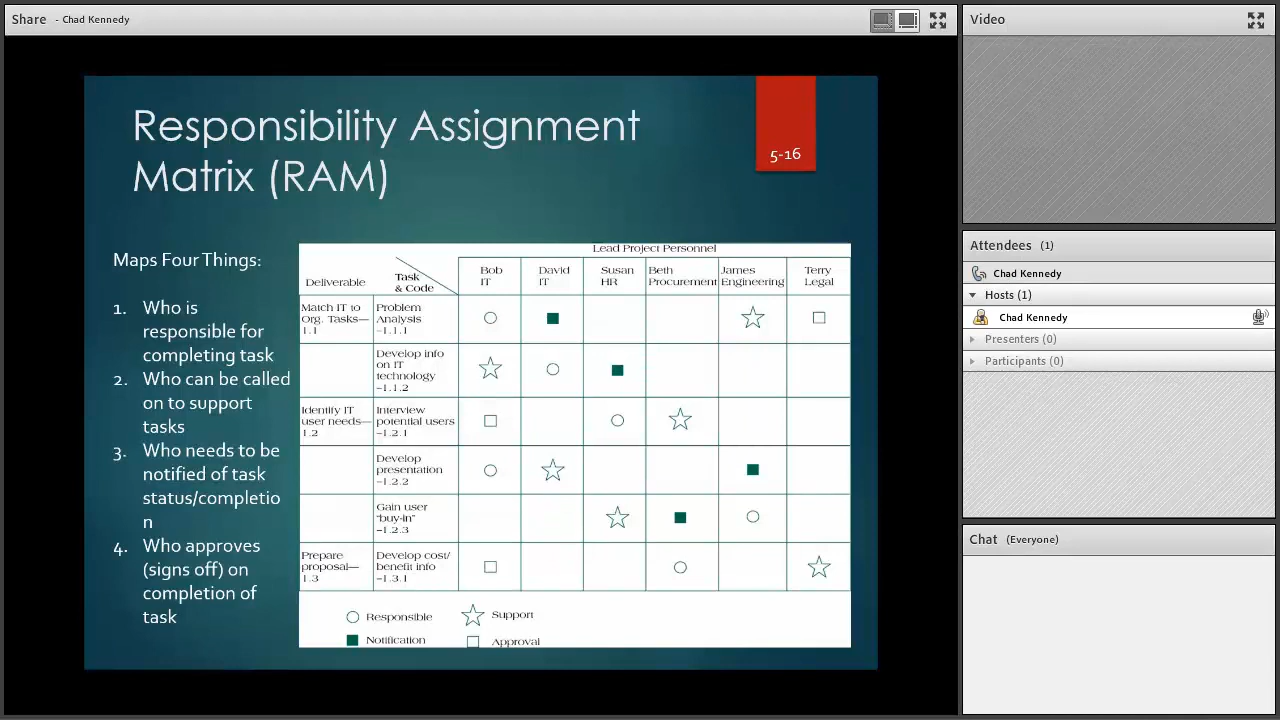 Share - Chad Kennedy
Responsibility Assignment
Matrix (RAM)
5-16
Maps Four Things:
1. Who is
responsible for
completing task
2. Who can be called
on to support
tasks
3. Who needs to be
notified of task
status/completio
n
4. Who approves
(signs off) on
completion of
task
Lead Project Personnel
Deliverable
Task
& Code
Bob
IT
David
IT
Susan
HR
Beth
Procurement
James
Engineering
Terry
Legal
Match IT to
Org. Tasks—
1.1
Problem
Analysis
–1.1.1
Develop info
on IT
technology
–1.1.2
Identify IT
user needs—
1.2
Interview
potential users
–1.2.1
Develop
presentation
–1.2.2
Gain user
"buy-in"
–1.2.3
Prepare
proposal—
1.3
Develop cost/
benefit info
–1.3.1
Responsible
Support
Notification
Approval
Video
Attendees (1)
Chad Kennedy
Hosts (1)
Chad Kennedy
Presenters (0)
Participants (0)
Chat (Everyone)